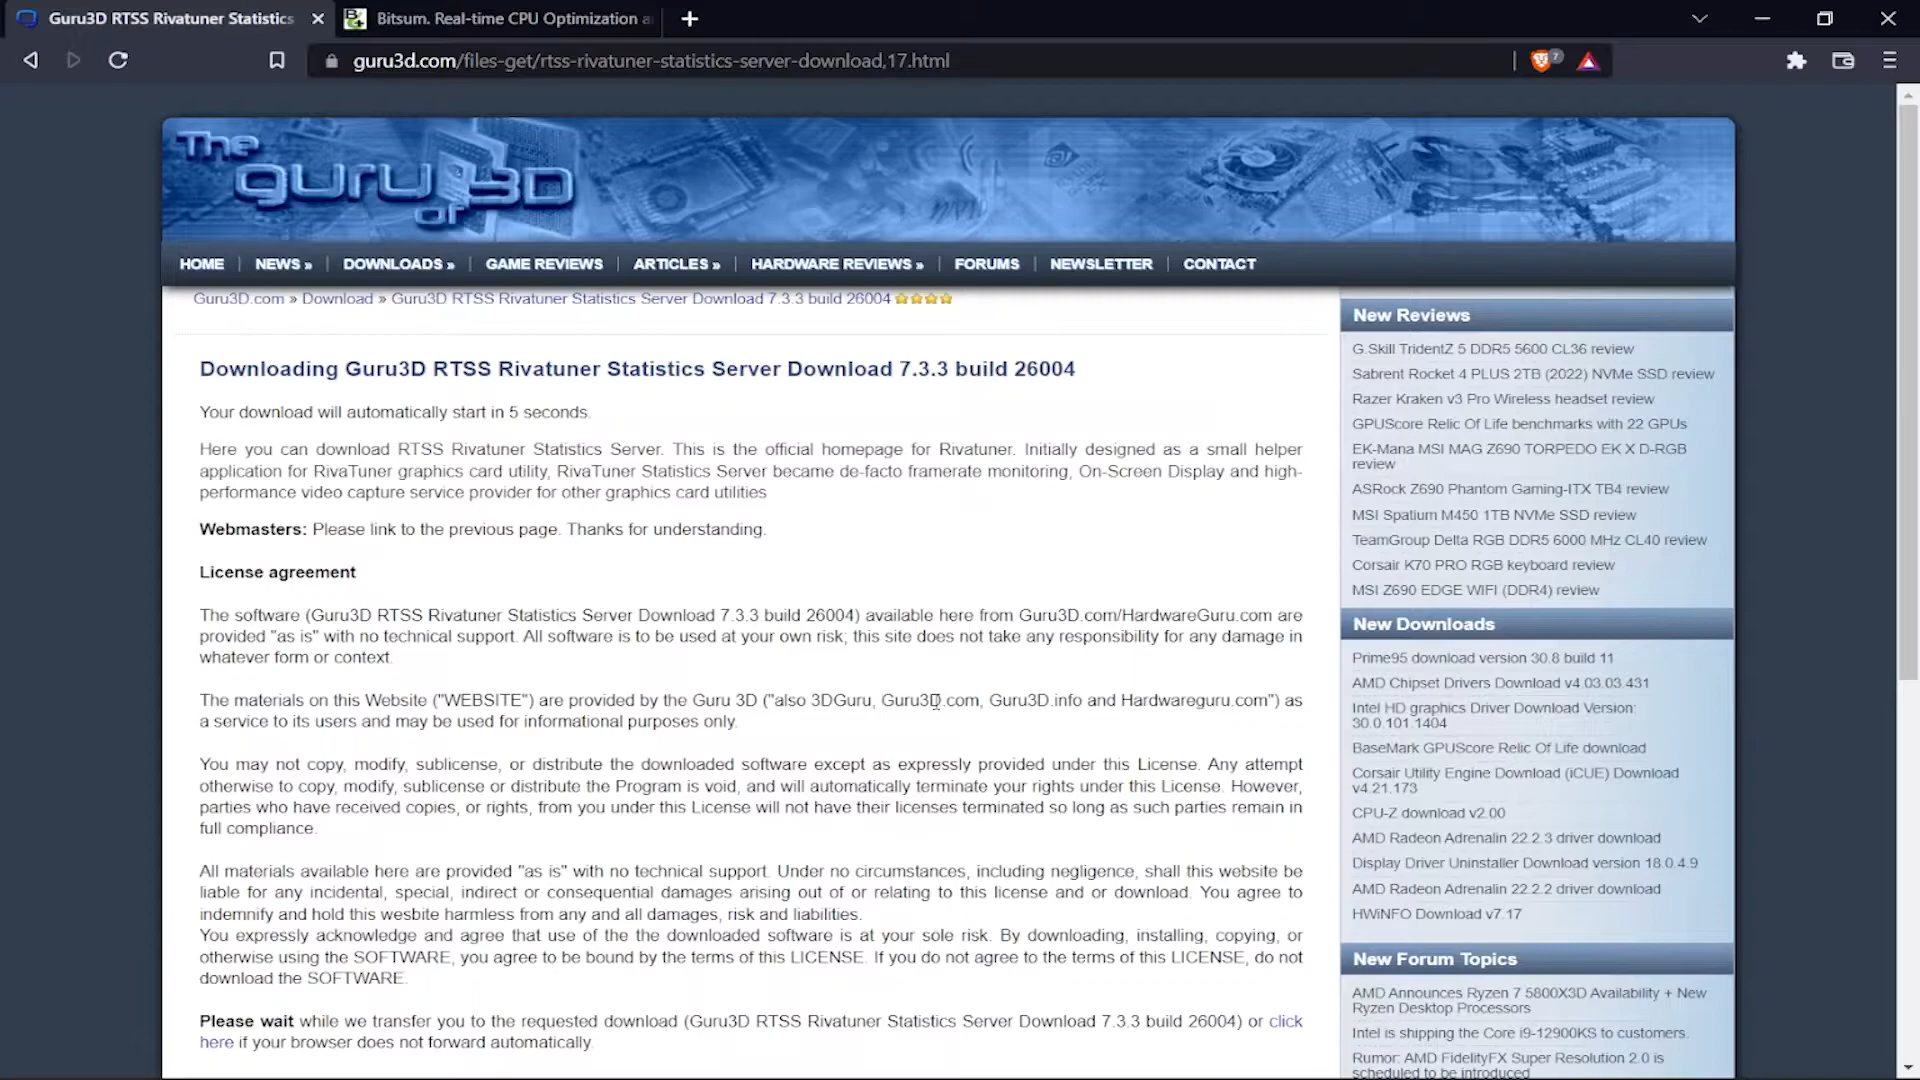 Guru3D RTSS Rivatuner Statistics
Bitsum. Real-time CPU Optimization a
guru3d.com/files-get/rtss-rivatuner-statistics-server-download,17.html
7
The guru of 3D
HOME | NEWS » | DOWNLOADS » | GAME REVIEWS | ARTICLES » | HARDWARE REVIEWS » | FORUMS | NEWSLETTER | CONTACT
Guru3D.com » Download » Guru3D RTSS Rivatuner Statistics Server Download 7.3.3 build 26004
Downloading Guru3D RTSS Rivatuner Statistics Server Download 7.3.3 build 26004
Your download will automatically start in 5 seconds.
Here you can download RTSS Rivatuner Statistics Server. This is the official homepage for Rivatuner. Initially designed as a small helper
application for RivaTuner graphics card utility, RivaTuner Statistics Server became de-facto framerate monitoring, On-Screen Display and high-
performance video capture service provider for other graphics card utilities
Webmasters: Please link to the previous page. Thanks for understanding.
License agreement
The software (Guru3D RTSS Rivatuner Statistics Server Download 7.3.3 build 26004) available here from Guru3D.com/HardwareGuru.com are
provided "as is" with no technical support. All software is to be used at your own risk; this site does not take any responsibility for any damage in
whatever form or context.
The materials on this Website ("WEBSITE") are provided by the Guru 3D ("also 3DGuru, Guru3D.com, Guru3D.info and Hardwareguru.com") as
a service to its users and may be used for informational purposes only.
You may not copy, modify, sublicense, or distribute the downloaded software except as expressly provided under this License. Any attempt
otherwise to copy, modify, sublicense or distribute the Program is void, and will automatically terminate your rights under this License. However,
parties who have received copies, or rights, from you under this License will not have their licenses terminated so long as such parties remain in
full compliance.
All materials available here are provided "as is" with no technical support. Under no circumstances, including negligence, shall this website be
liable for any incidental, special, indirect or consequential damages arising out of or relating to this license and or download. You agree to
indemnify and hold this wesbite harmless from any and all damages, risk and liabilities.
You expressly acknowledge and agree that use of the the downloaded software is at your sole risk. By downloading, installing, copying, or
otherwise using the SOFTWARE, you agree to be bound by the terms of this LICENSE. If you do not agree to the terms of this LICENSE, do not
download the SOFTWARE.
Please wait while we transfer you to the requested download (Guru3D RTSS Rivatuner Statistics Server Download 7.3.3 build 26004) or click
here if your browser does not forward automatically.
New Reviews
G.Skill TridentZ 5 DDR5 5600 CL36 review
Sabrent Rocket 4 PLUS 2TB (2022) NVMe SSD review
Razer Kraken v3 Pro Wireless headset review
GPUScore Relic Of Life benchmarks with 22 GPUs
EK-Mana MSI MAG Z690 TORPEDO EK X D-RGB
review
ASRock Z690 Phantom Gaming-ITX TB4 review
MSI Spatium M450 1TB NVMe SSD review
TeamGroup Delta RGB DDR5 6000 MHz CL40 review
Corsair K70 PRO RGB keyboard review
MSI Z690 EDGE WIFI (DDR4) review
New Downloads
Prime95 download version 30.8 build 11
AMD Chipset Drivers Download v4.03.03.431
Intel HD graphics Driver Download Version:
30.0.101.1404
BaseMark GPUScore Relic Of Life download
Corsair Utility Engine Download (iCUE) Download
v4.21.173
CPU-Z download v2.00
AMD Radeon Adrenalin 22.2.3 driver download
Display Driver Uninstaller Download version 18.0.4.9
AMD Radeon Adrenalin 22.2.2 driver download
HWiNFO Download v7.17
New Forum Topics
AMD Announces Ryzen 7 5800X3D Availability + New
Ryzen Desktop Processors
Intel is shipping the Core i9-12900KS to customers.
Rumor: AMD FidelityFX Super Resolution 2.0 is
scheduled to be introduced